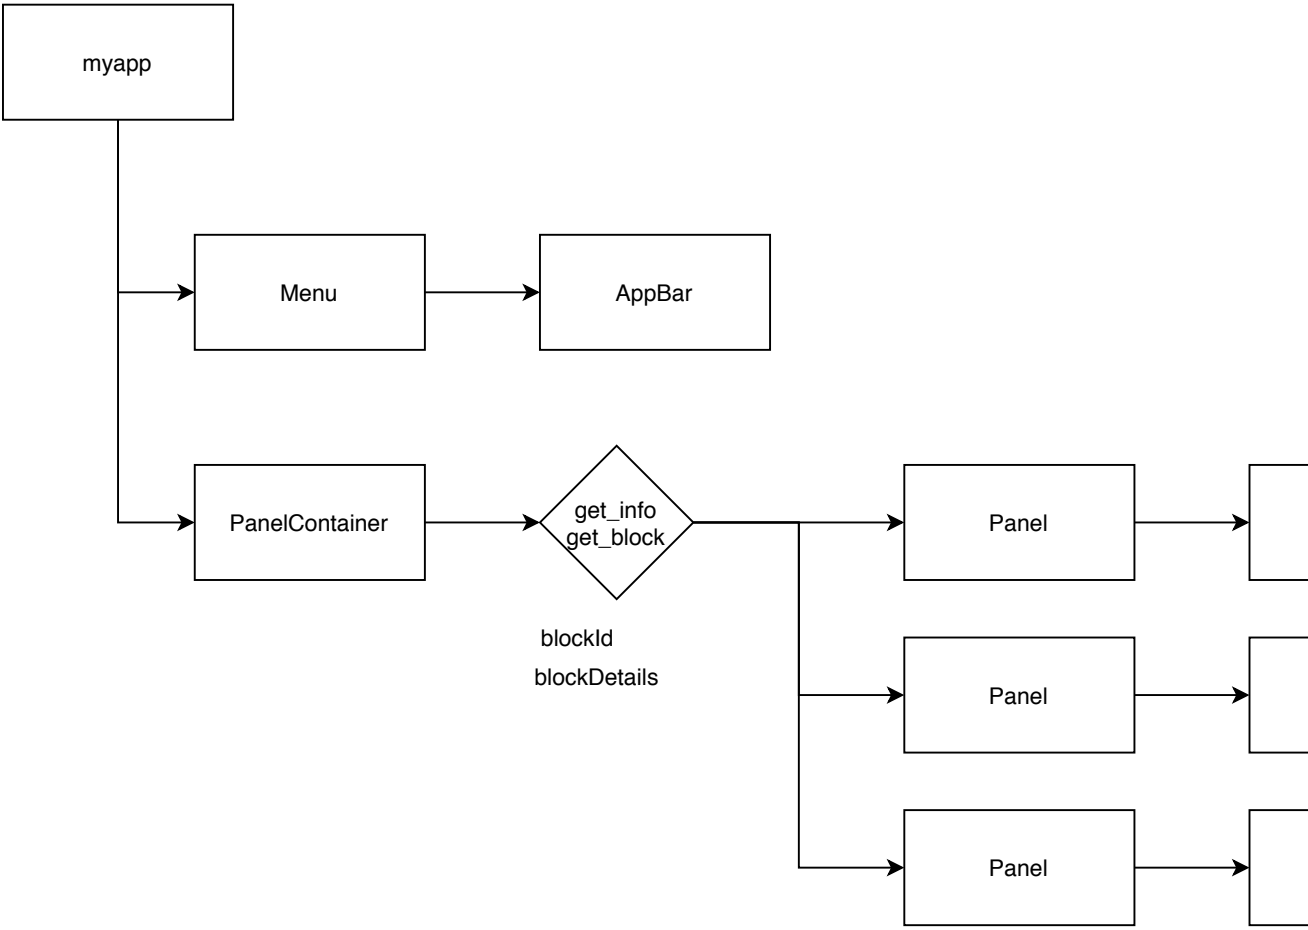 myapp
Menu
AppBar
PanelContainer
get_info
get_block
Panel
blockId
blockDetails
Panel
Panel